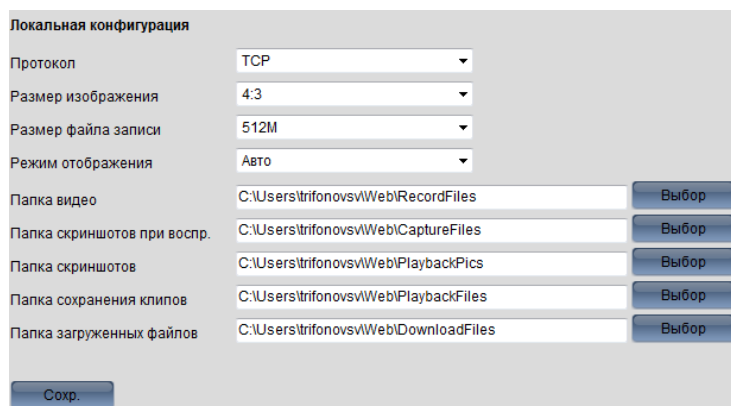 Локальная конфигурация
Протокол TCP
Размер изображения 4:3
Размер файла записи 512M
Режим отображения Авто
Папка видео C:\Users\trifonovsv\Web\RecordFiles Выбор
Папка скриншотов при воспр. C:\Users\trifonovsv\Web\CaptureFiles Выбор
Папка скриншотов C:\Users\trifonovsv\Web\PlaybackPics Выбор
Папка сохранения клипов C:\Users\trifonovsv\Web\PlaybackFiles Выбор
Папка загруженных файлов C:\Users\trifonovsv\Web\DownloadFiles Выбор
Сохр.